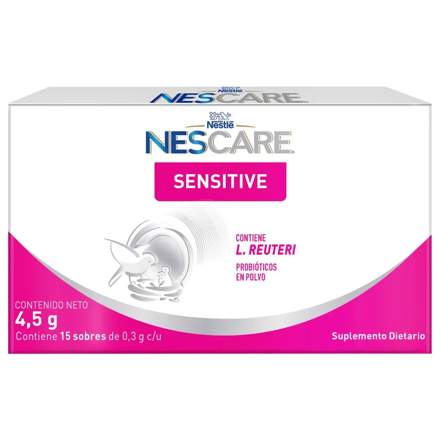 Nestlé
NESCARE
Nestlé
NESCARE
SENSITIVE
CONTIENE
L. REUTERI
PROBIÓTICOS
EN POLVO
CONTENIDO NETO
4,5 g
Contiene 15 sobres de 0,3 g c/u
Suplemento Dietario